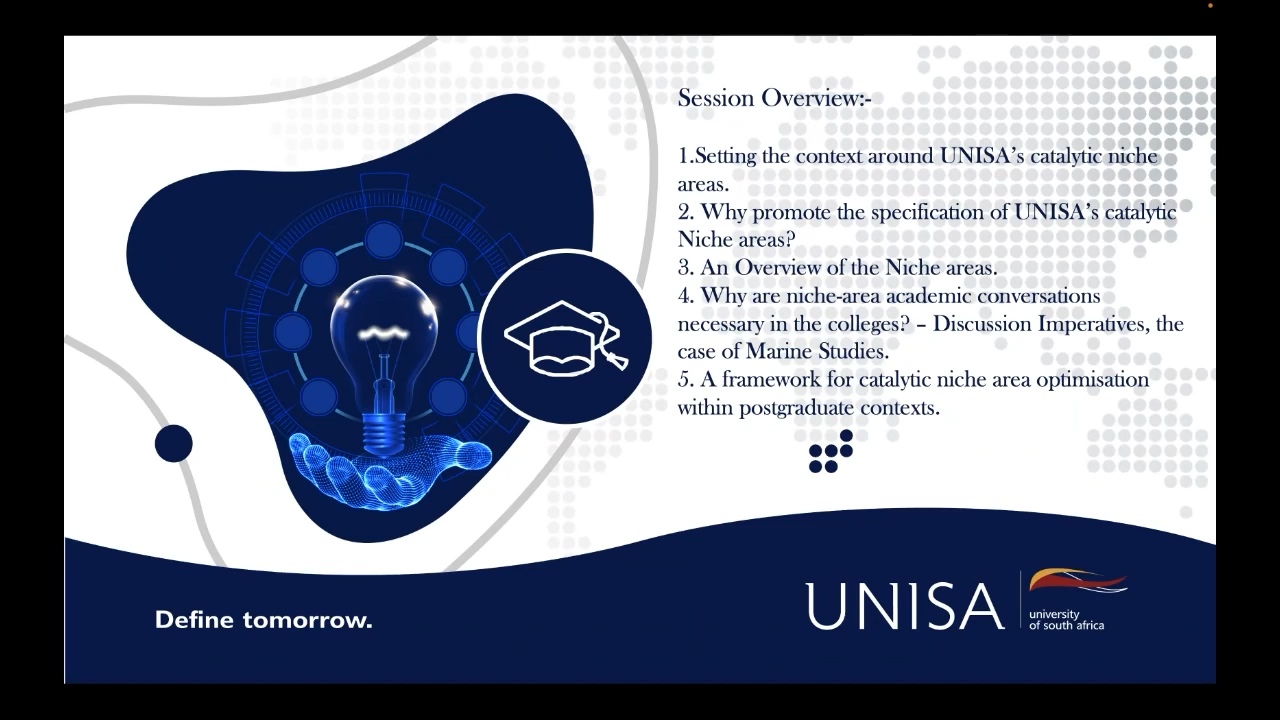 Session Overview:-
1.Setting the context around UNISA’s catalytic niche
areas.
2. Why promote the specification of UNISA’s catalytic
Niche areas?
3. An Overview of the Niche areas.
4. Why are niche-area academic conversations
necessary in the colleges? – Discussion Imperatives, the
case of Marine Studies.
5. A framework for catalytic niche area optimisation
within postgraduate contexts.
Define tomorrow.
UNISA
university
of south africa